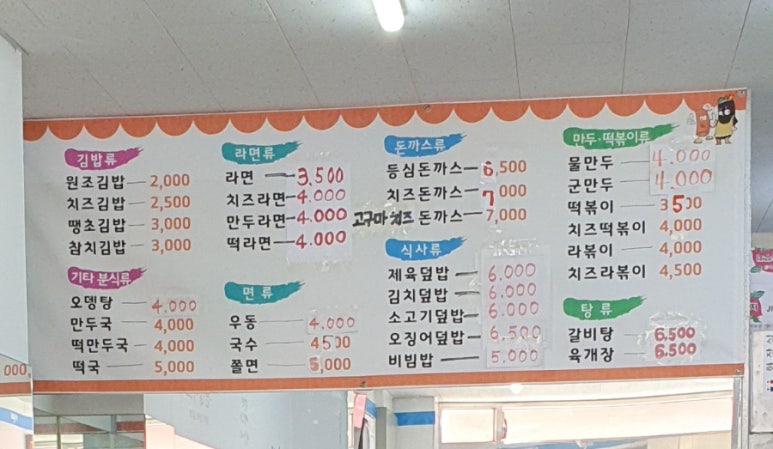 김밥류
원조김밥 2,000
치즈김밥 2,500
땡초김밥 3,000
참치김밥 3,000
기타 분식류
오뎅탕 4.000
만두국 4,000
떡만두국 4,000
떡국 5,000
라면류
라면 3.500
치즈라면 4.000
만두라면 4.000
떡라면 4.000
면 류
우동 4.000
국수 4500
쫄면 5,000
돈까스류
등심돈까스 6,500
치즈돈까스 7000
고구마치즈 돈까스 7,000
식사류
제육덮밥 6.000
김치덮밥 6.000
소고기덮밥 6.000
오징어덮밥 6.500
비빔밥 5.000
만두·떡볶이류
물만두 4.000
군만두 4.000
떡볶이 3500
치즈떡볶이 4,000
라볶이 4,000
치즈라볶이 4,500
탕 류
갈비탕 6.500
육개장 6.500
000